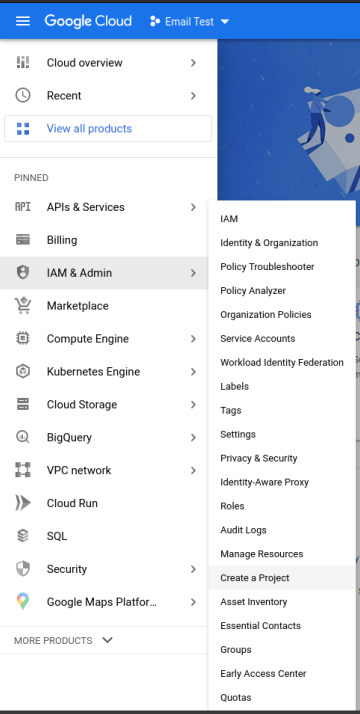 Google Cloud
Email Test
Cloud overview
Recent
View all products
PINNED
API
APIs & Services
Billing
IAM & Admin
Marketplace
Compute Engine
Kubernetes Engine
Cloud Storage
BigQuery
VPC network
Cloud Run
SQL
Security
Google Maps Platfor...
MORE PRODUCTS
IAM
Identity & Organization
Policy Troubleshooter
Policy Analyzer
Organization Policies
Service Accounts
Workload Identity Federation
Labels
Tags
Settings
Privacy & Security
Identity-Aware Proxy
Roles
Audit Logs
Manage Resources
Create a Project
Asset Inventory
Essential Contacts
Groups
Early Access Center
Quotas